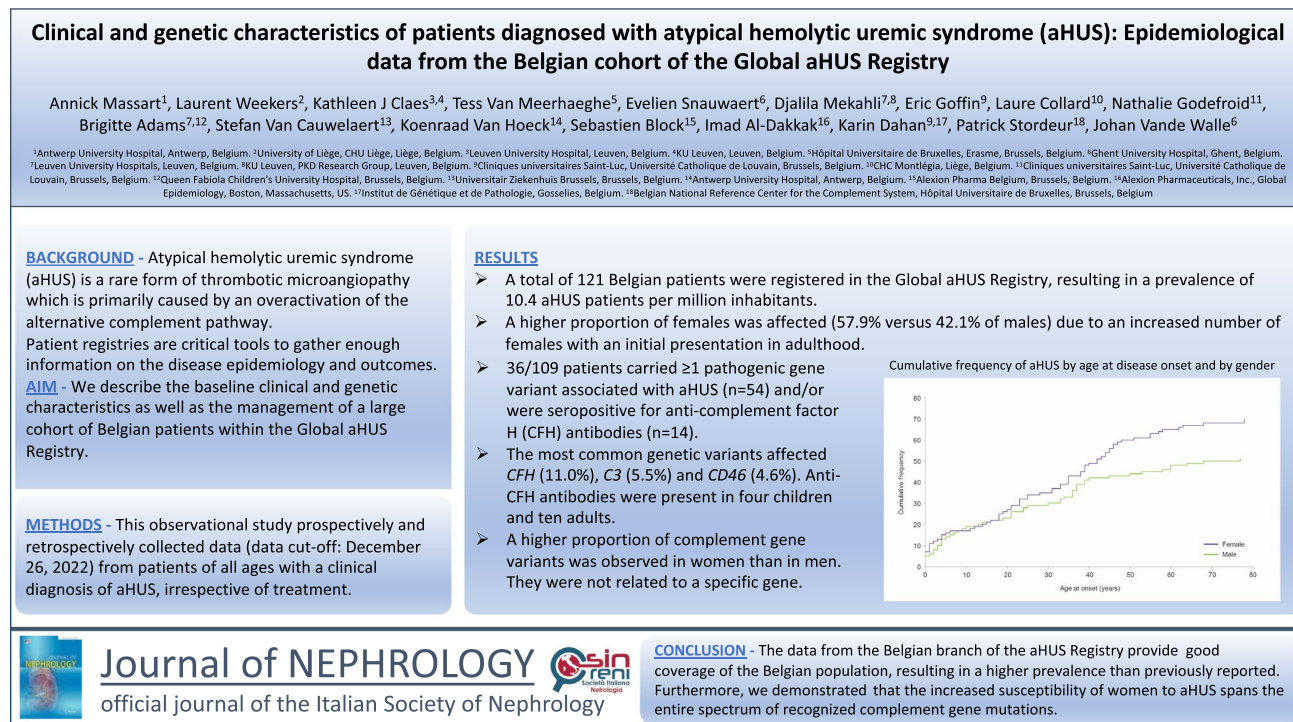 Clinical and genetic characteristics of patients diagnosed with atypical hemolytic uremic syndrome (aHUS): Epidemiological
data from the Belgian cohort of the Global aHUS Registry
Annick Massart1, Laurent Weekers2, Kathleen J Claes3,4, Tess Van Meerhaeghe5, Evelien Snauwaert6, Djalila Mekahli7,8, Eric Goffin9, Laure Collard10, Nathalie Godefroid11,
Brigitte Adams7,12, Stefan Van Cauwelaert13, Koenraad Van Hoeck14, Sebastien Block15, Imad Al-Dakkak16, Karin Dahan9,17, Patrick Stordeur18, Johan Vande Walle6
1Antwerp University Hospital, Antwerp, Belgium. 2University of Liège, CHU Liège, Liège, Belgium. 3Leuven University Hospital, Leuven, Belgium. 4KU Leuven, Leuven, Belgium. 5Hôpital Universitaire de Bruxelles, Erasme, Brussels, Belgium. 6Ghent University Hospital, Ghent, Belgium.
7Leuven University Hospitals, Leuven, Belgium. 8KU Leuven, PKD Research Group, Leuven, Belgium. 9Cliniques universitaires Saint-Luc, Université Catholique de Louvain, Brussels, Belgium. 10CHC Montlégia, Liège, Belgium. 11Cliniques universitaires Saint-Luc, Université Catholique de
Louvain, Brussels, Belgium. 12Queen Fabiola Children's University Hospital, Brussels, Belgium. 13Universitair Ziekenhuis Brussels, Brussels, Belgium. 14Antwerp University Hospital, Antwerp, Belgium. 15Alexion Pharma Belgium, Brussels, Belgium. 16Alexion Pharmaceuticals, Inc., Global
Epidemiology, Boston, Massachusetts, US. 17Institut de Génétique et de Pathologie, Gosselies, Belgium. 18Belgian National Reference Center for the Complement System, Hôpital Universitaire de Bruxelles, Brussels, Belgium
BACKGROUND - Atypical hemolytic uremic syndrome
(aHUS) is a rare form of thrombotic microangiopathy
which is primarily caused by an overactivation of the
alternative complement pathway.
Patient registries are critical tools to gather enough
information on the disease epidemiology and outcomes.
AIM - We describe the baseline clinical and genetic
characteristics as well as the management of a large
cohort of Belgian patients within the Global aHUS
Registry.
METHODS - This observational study prospectively and
retrospectively collected data (data cut-off: December
26, 2022) from patients of all ages with a clinical
diagnosis of aHUS, irrespective of treatment.
RESULTS
➢ A total of 121 Belgian patients were registered in the Global aHUS Registry, resulting in a prevalence of
10.4 aHUS patients per million inhabitants.
➢ A higher proportion of females was affected (57.9% versus 42.1% of males) due to an increased number of
females with an initial presentation in adulthood.
➢ 36/109 patients carried ≥1 pathogenic gene
variant associated with aHUS (n=54) and/or
were seropositive for anti-complement factor
H (CFH) antibodies (n=14).
➢ The most common genetic variants affected
CFH (11.0%), C3 (5.5%) and CD46 (4.6%). Anti-
CFH antibodies were present in four children
and ten adults.
➢ A higher proportion of complement gene
variants was observed in women than in men.
They were not related to a specific gene.
Cumulative frequency of aHUS by age at disease onset and by gender
Cumulative frequency
80
70
60
50
40
30
20
10
0
Female
Male
0 10 20 30 40 50 60 70 80
Age at onset (years)
NEPHROLOGY
Journal of NEPHROLOGY
official journal of the Italian Society of Nephrology
sin
reni
Società Italiana
Nefrologia
CONCLUSION - The data from the Belgian branch of the aHUS Registry provide good
coverage of the Belgian population, resulting in a higher prevalence than previously reported.
Furthermore, we demonstrated that the increased susceptibility of women to aHUS spans the
entire spectrum of recognized complement gene mutations.